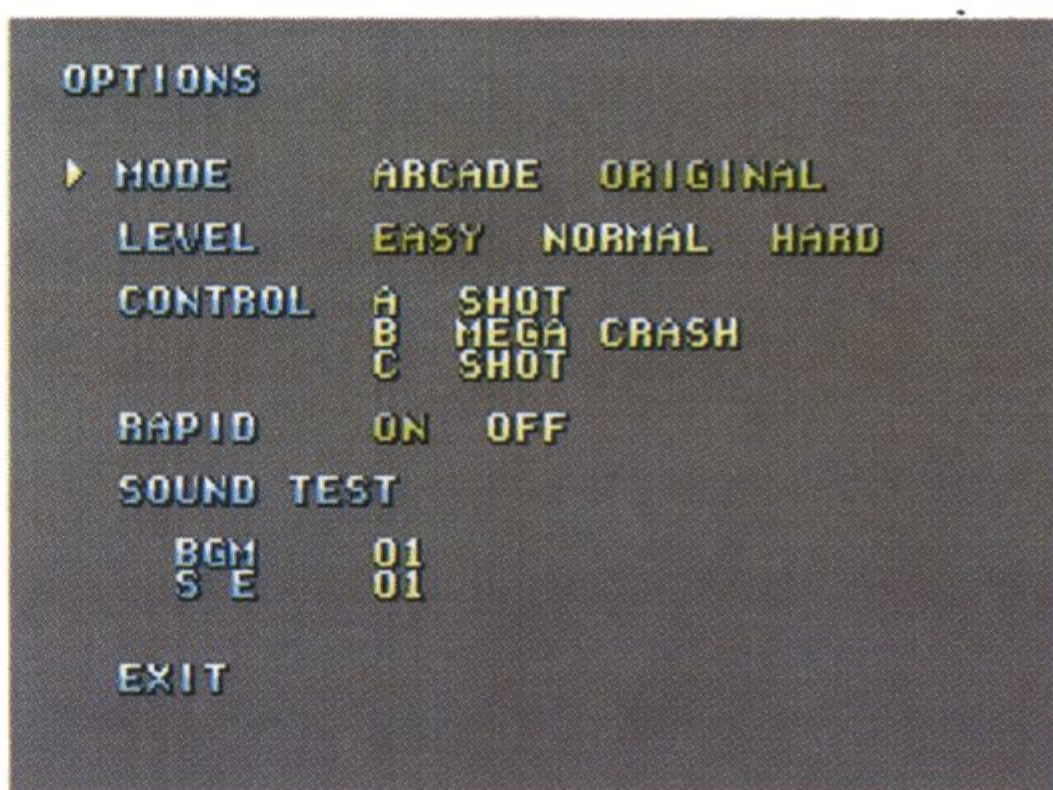 OPTIONS
MODE ARCADE ORIGINAL
LEVEL EASY NORMAL HARD
CONTROL A SHOT
B MEGA CRASH
C SHOT
RAPID ON OFF
SOUND TEST
BGM 01
S E 01
EXIT